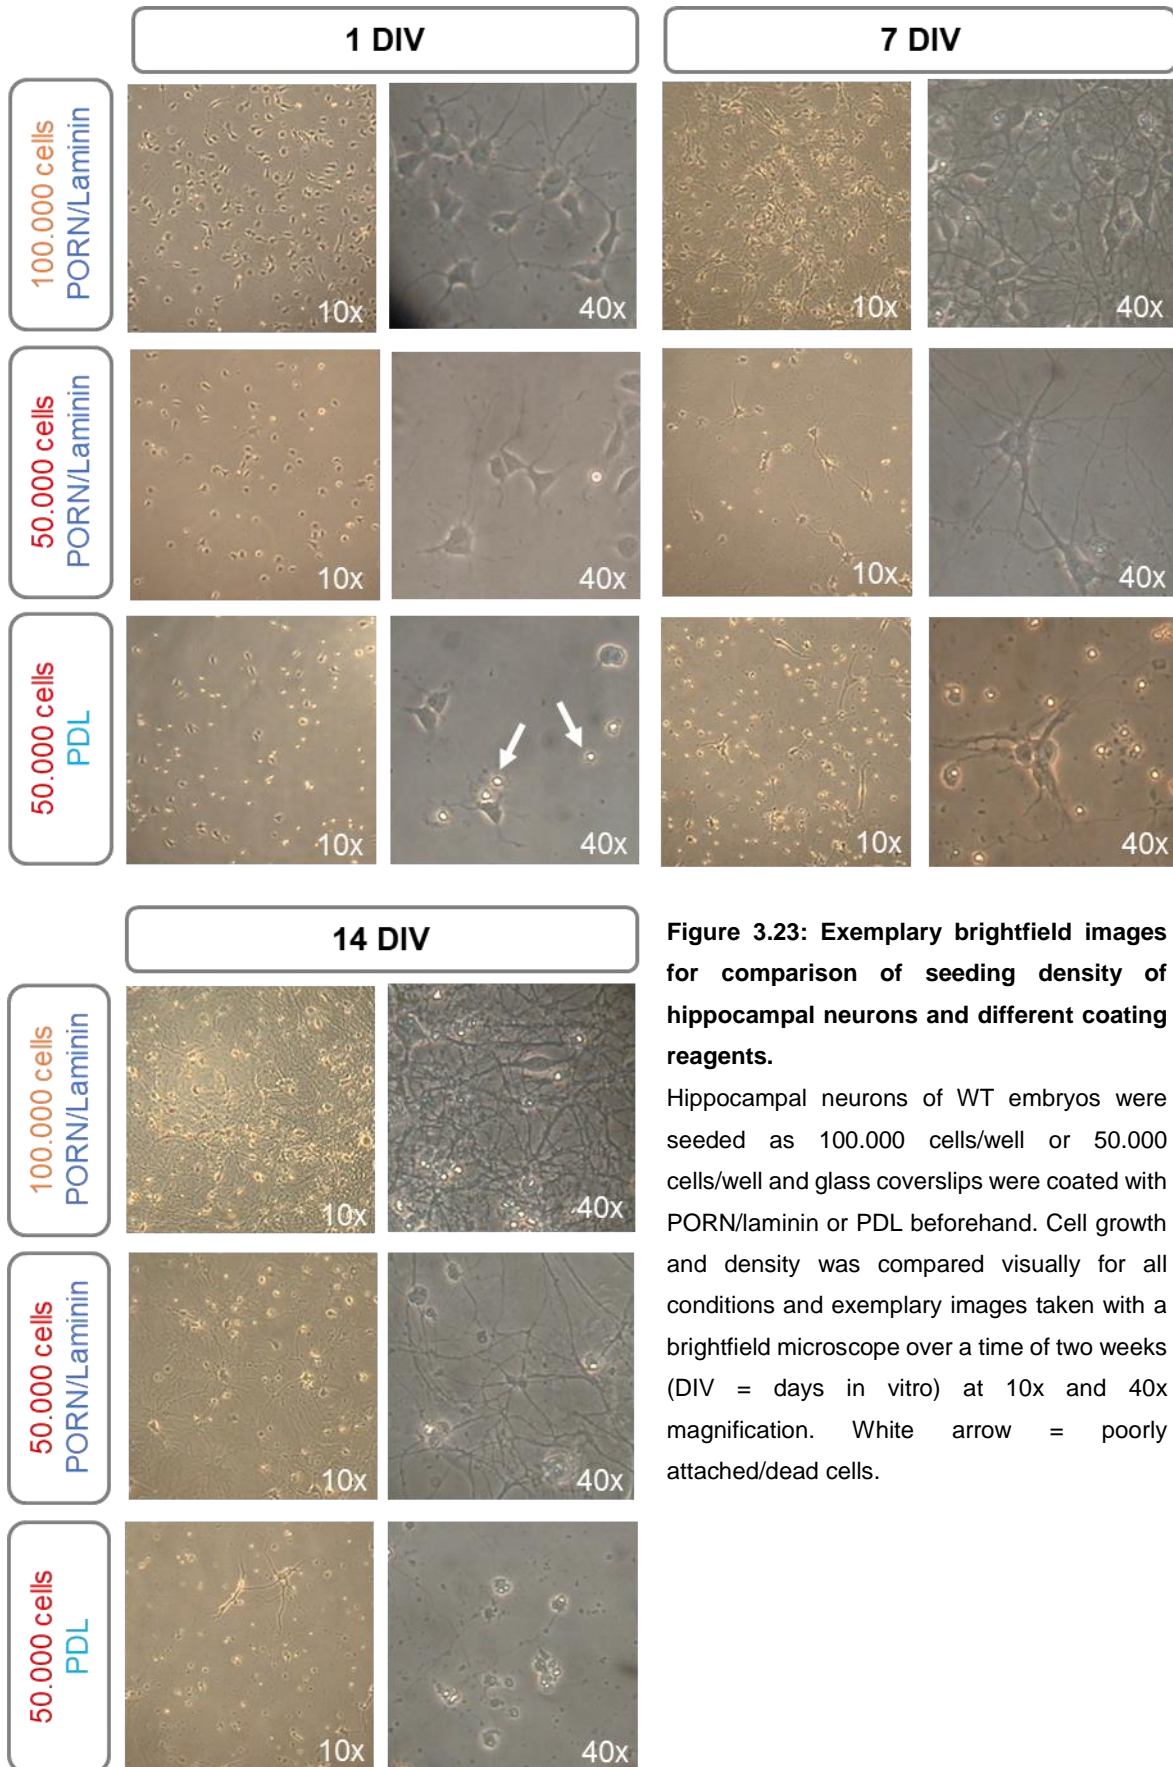 1 DIV
7 DIV
100.000 cells
PORN/Laminin
10x
40x
10x
40x
50.000 cells
PORN/Laminin
10x
40x
10x
40x
50.000 cells
PDL
10x
40x
10x
40x
14 DIV
100.000 cells
PORN/Laminin
10x
40x
50.000 cells
PORN/Laminin
10x
40x
50.000 cells
PDL
10x
40x
Figure 3.23: Exemplary brightfield images
for comparison of seeding density of
hippocampal neurons and different coating
reagents.
Hippocampal neurons of WT embryos were
seeded as 100.000 cells/well or 50.000
cells/well and glass coverslips were coated with
PORN/laminin or PDL beforehand. Cell growth
and density was compared visually for all
conditions and exemplary images taken with a
brightfield microscope over a time of two weeks
(DIV = days in vitro) at 10x and 40x
magnification. White arrow = poorly
attached/dead cells.